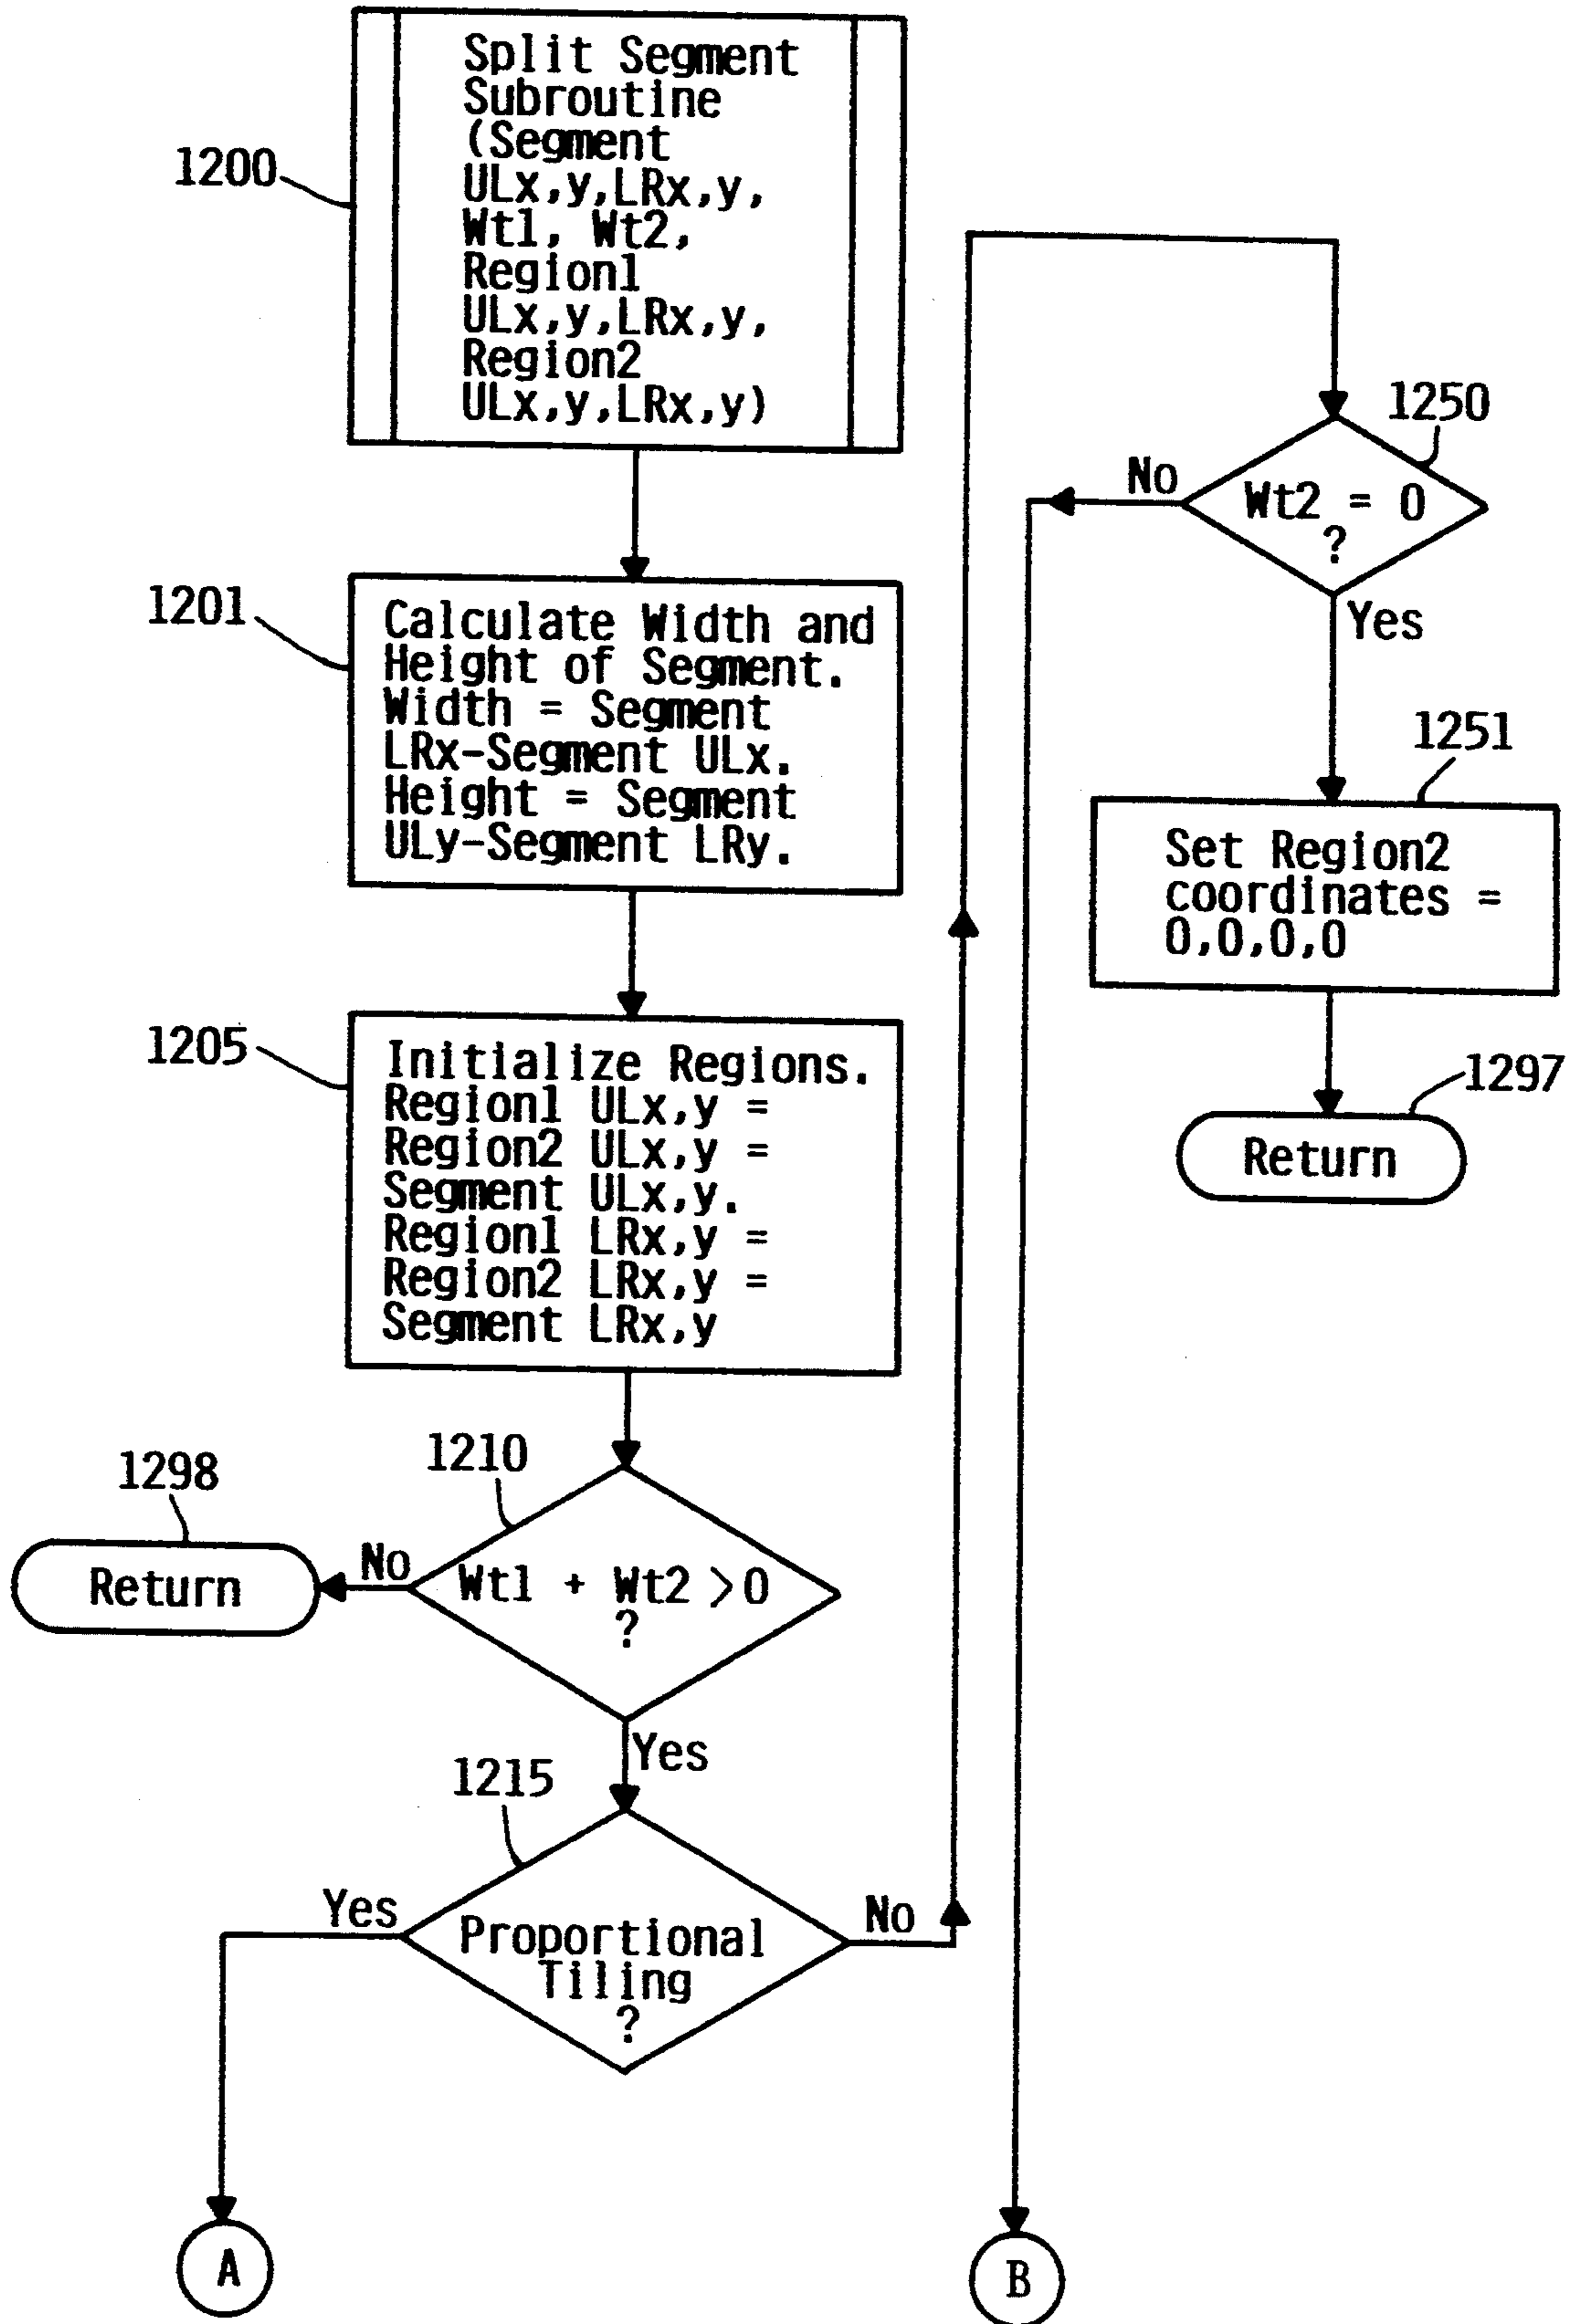 1200
Split Segment
Subroutine
(Segment
ULx,y,LRx,y,
Wt1, Wt2,
Region1
ULx,y,LRx,y,
Region2
ULx,y,LRx,y)
1201
Calculate Width and
Height of Segment.
Width = Segment
LRx-Segment ULx.
Height = Segment
ULy-Segment LRy.
1205
Initialize Regions.
Region1 ULx,y =
Region2 ULx,y =
Segment ULx,y.
Region1 LRx,y =
Region2 LRx,y =
Segment LRx,y
1210
Wt1 + Wt2 >0
?
No
1298
Return
Yes
1215
Proportional
Tiling
?
Yes
No
A
1250
Wt2 = 0
?
No
Yes
1251
Set Region2
coordinates =
0,0,0,0
1297
Return
B